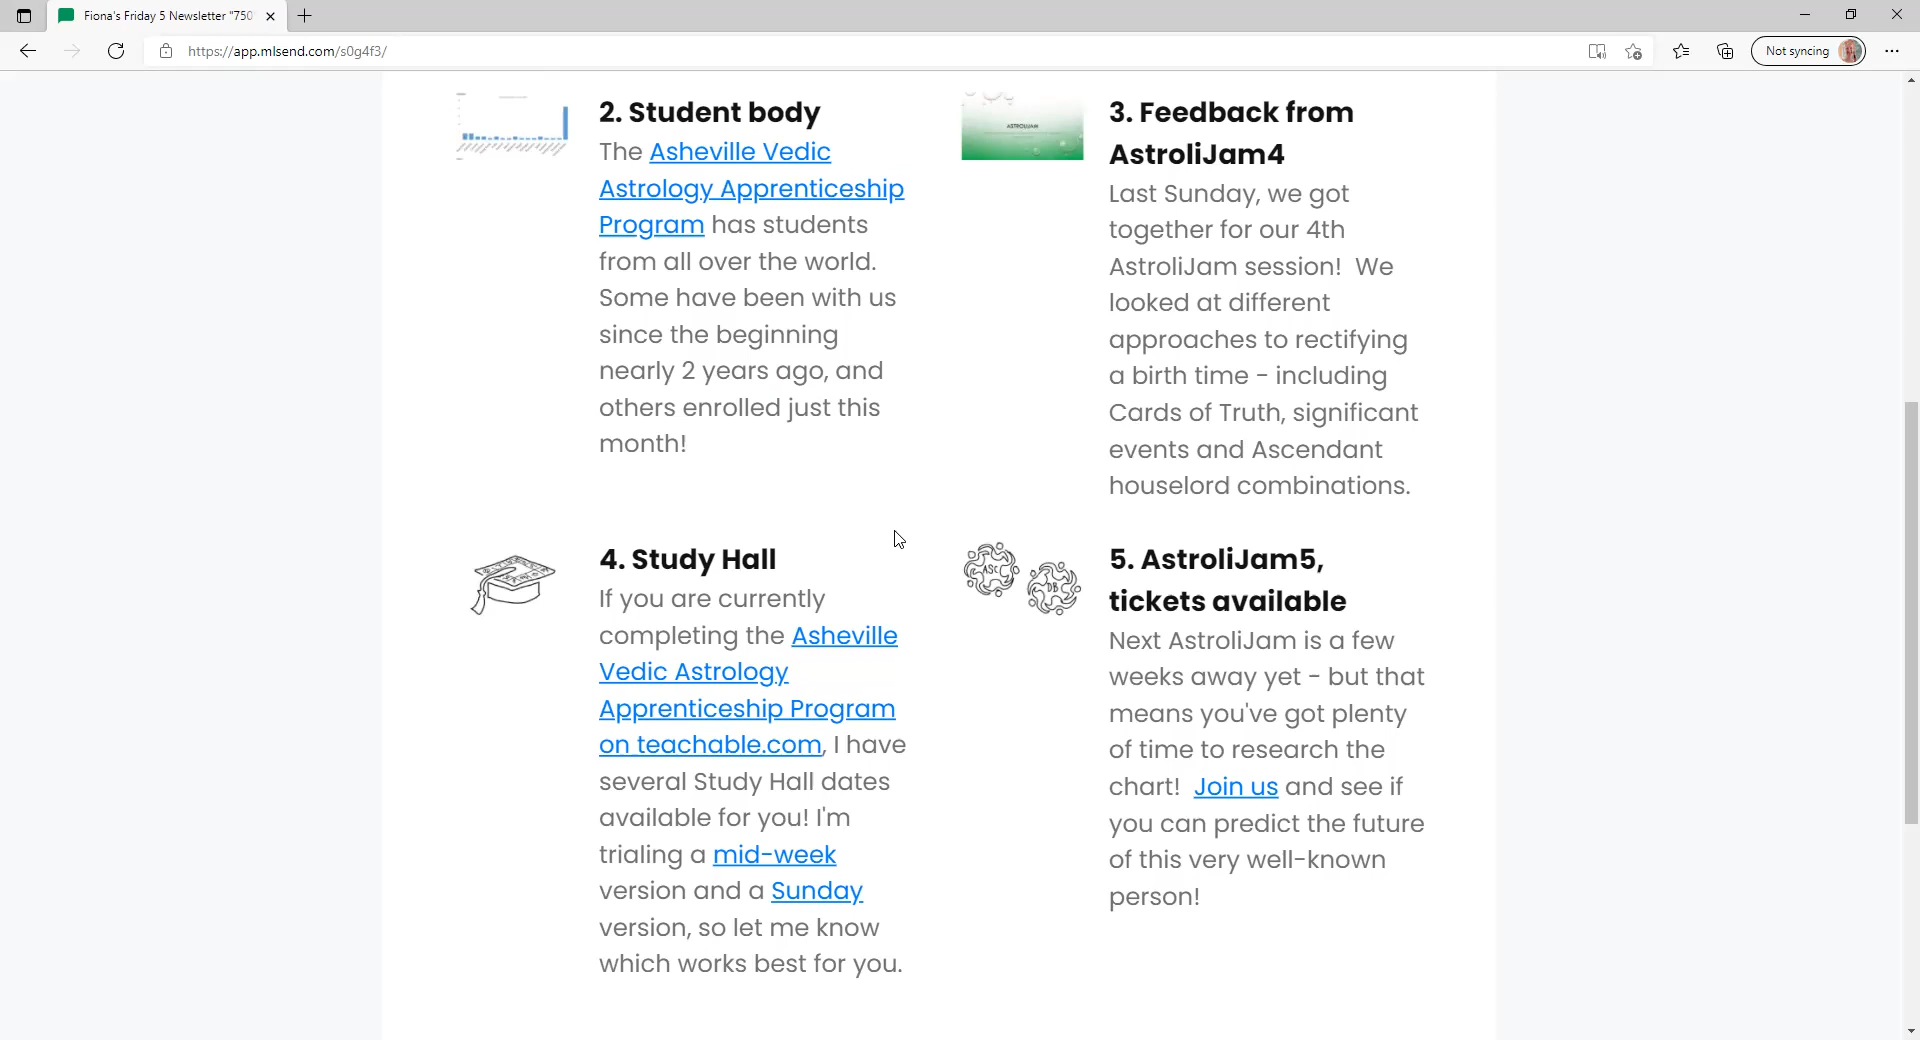 Fiona's Friday 5 Newsletter "750
https://app.mlsend.com/s0g4f3/
Not syncing
2. Student body
The Asheville Vedic
Astrology Apprenticeship
Program has students
from all over the world.
Some have been with us
since the beginning
nearly 2 years ago, and
others enrolled just this
month!
ASTROLIJAM
3. Feedback from
AstroliJam4
Last Sunday, we got
together for our 4th
AstroliJam session!  We
looked at different
approaches to rectifying
a birth time - including
Cards of Truth, significant
events and Ascendant
houselord combinations.
4. Study Hall
If you are currently
completing the Asheville
Vedic Astrology
Apprenticeship Program
on teachable.com, I have
several Study Hall dates
available for you! I'm
trialing a mid-week
version and a Sunday
version, so let me know
which works best for you.
ASC
DB
5. AstroliJam5,
tickets available
Next AstroliJam is a few
weeks away yet - but that
means you've got plenty
of time to research the
chart!  Join us and see if
you can predict the future
of this very well-known
person!